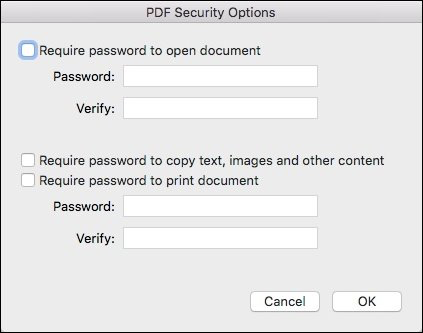 PDF Security Options
Require password to open document
Password:
Verify:
Require password to copy text, images and other content
Require password to print document
Password:
Verify:
Cancel OK